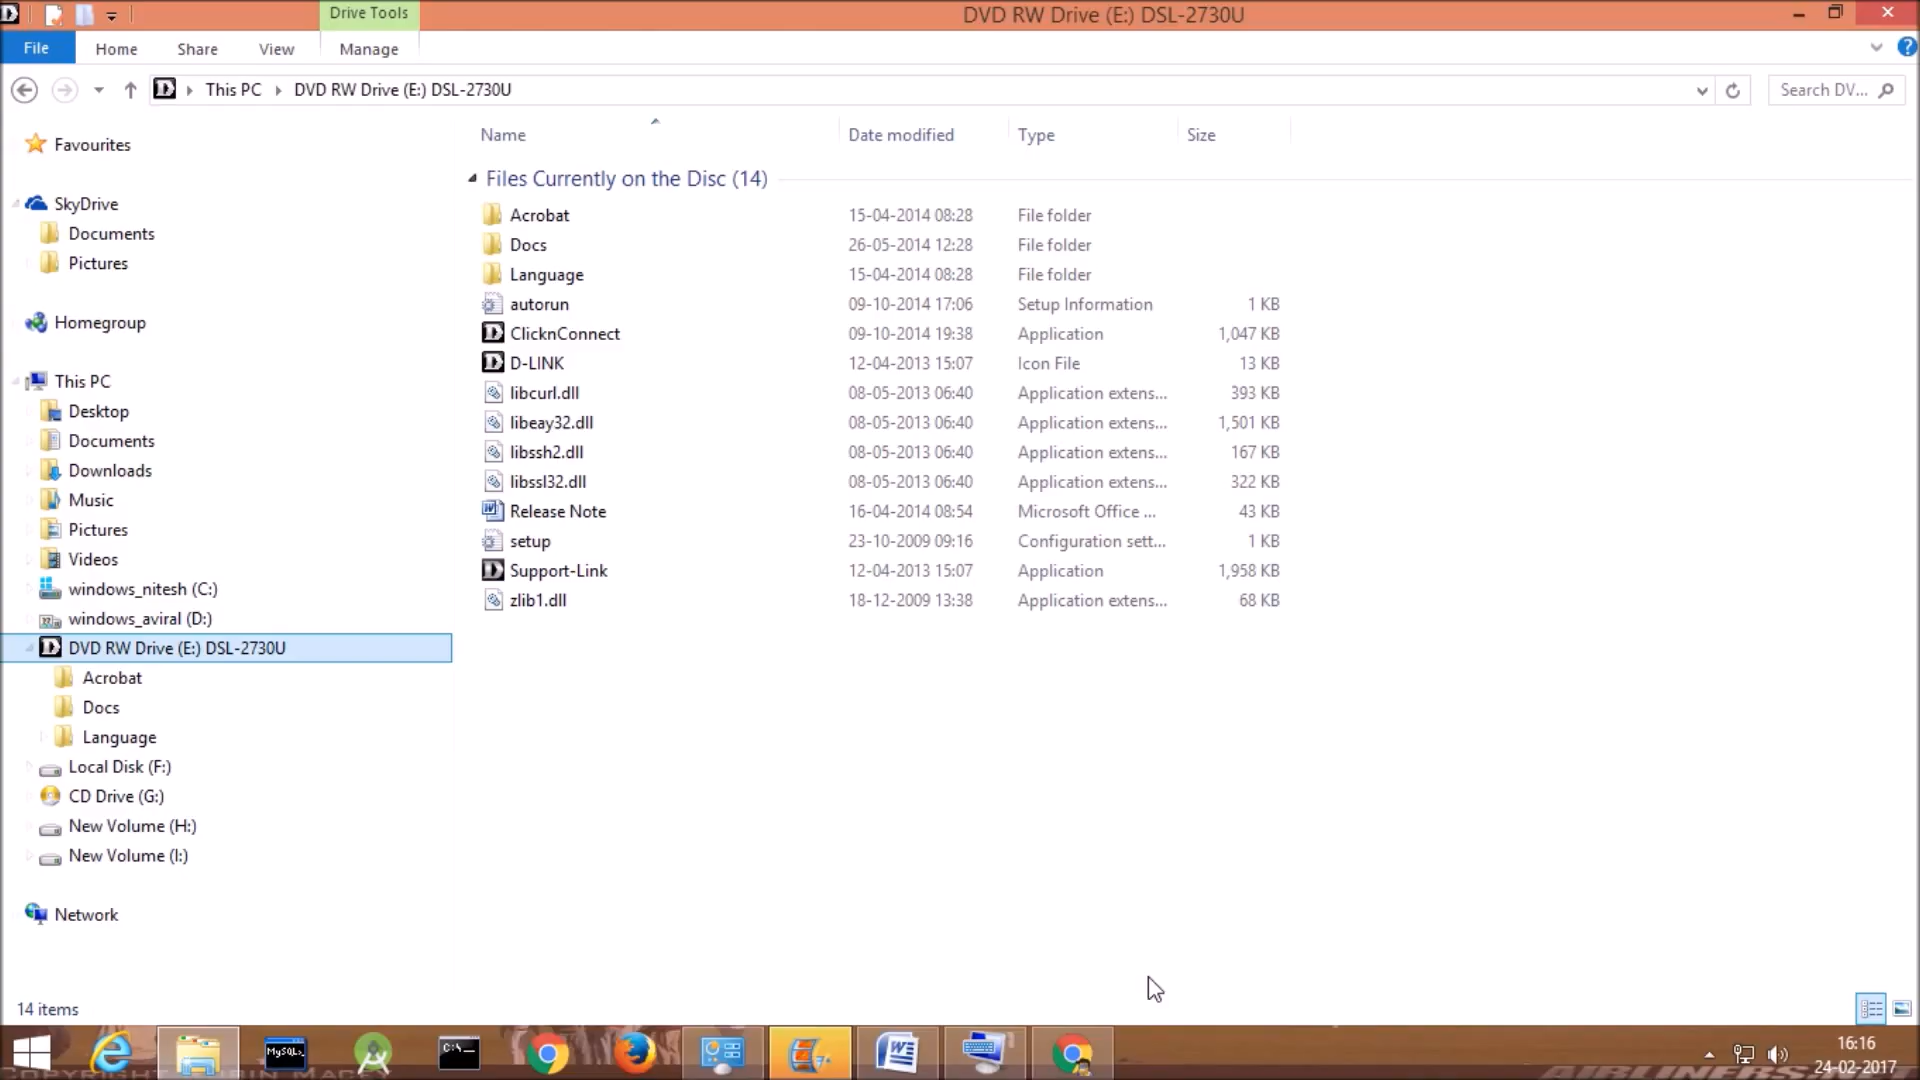 Drive Tools
DVD RW Drive (E:) DSL-2730U
File
Home
Share
View
Manage
This PC
DVD RW Drive (E:) DSL-2730U
Search DV...
Name
Date modified
Type
Size
Favourites
SkyDrive
Documents
Pictures
Homegroup
This PC
Desktop
Documents
Downloads
Music
Pictures
Videos
windows_nitesh (C:)
windows_aviral (D:)
DVD RW Drive (E:) DSL-2730U
Acrobat
Docs
Language
Local Disk (F:)
CD Drive (G:)
New Volume (H:)
New Volume (I:)
Network
Files Currently on the Disc (14)
Acrobat 15-04-2014 08:28 File folder
Docs 26-05-2014 12:28 File folder
Language 15-04-2014 08:28 File folder
autorun 09-10-2014 17:06 Setup Information 1 KB
ClicknConnect 09-10-2014 19:38 Application 1,047 KB
D-LINK 12-04-2013 15:07 Icon File 13 KB
libcurl.dll 08-05-2013 06:40 Application extens... 393 KB
libeay32.dll 08-05-2013 06:40 Application extens... 1,501 KB
libssh2.dll 08-05-2013 06:40 Application extens... 167 KB
libssl32.dll 08-05-2013 06:40 Application extens... 322 KB
Release Note 16-04-2014 08:54 Microsoft Office ... 43 KB
setup 23-10-2009 09:16 Configuration sett... 1 KB
Support-Link 12-04-2013 15:07 Application 1,958 KB
zlib1.dll 18-12-2009 13:38 Application extens... 68 KB
14 items
MySQL
C:\
16:16
24-02-2017